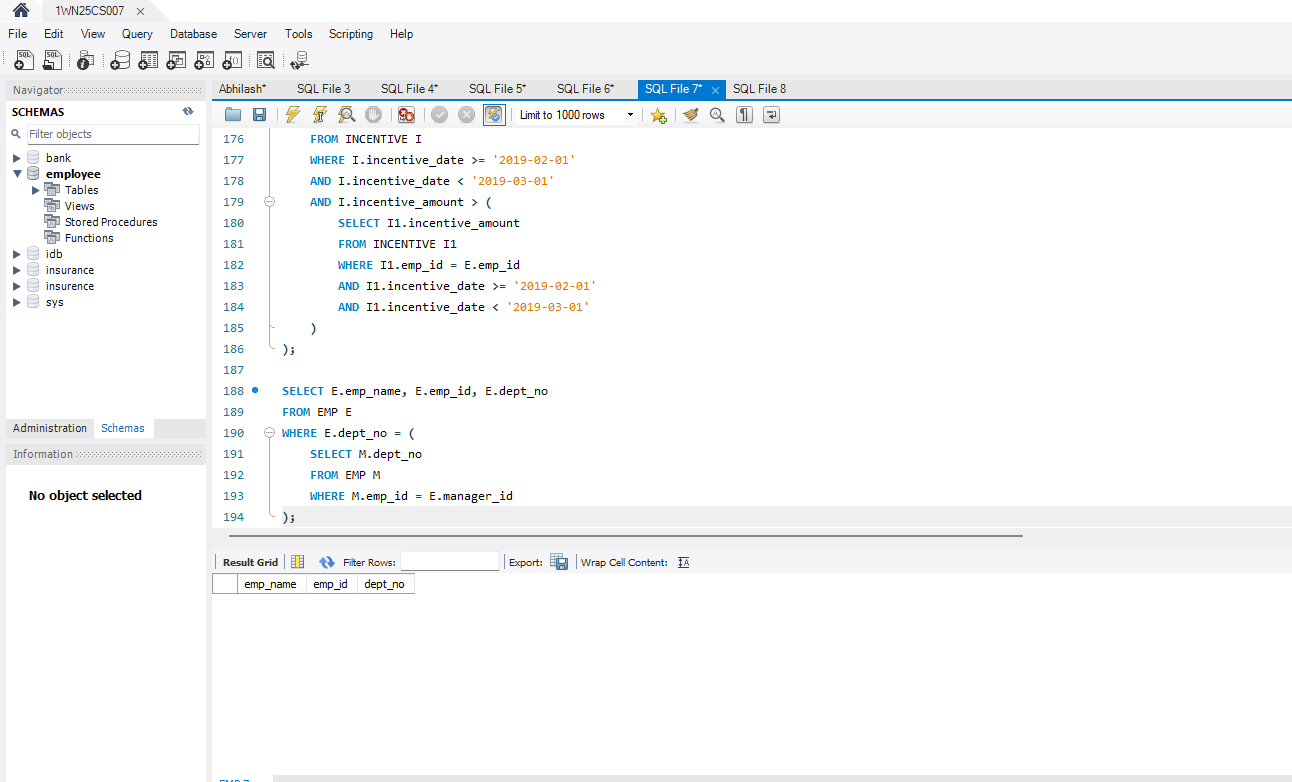 1WN25CS007
File Edit View Query Database Server Tools Scripting Help
Navigator
SCHEMAS
Filter objects
bank
employee
Tables
Views
Stored Procedures
Functions
idb
insurance
insurence
sys
Administration Schemas
Information
No object selected
Abhilash* SQL File 3 SQL File 4* SQL File 5* SQL File 6* SQL File 7* SQL File 8
Limit to 1000 rows
176 FROM INCENTIVE I
177 WHERE I.incentive_date >= '2019-02-01'
178 AND I.incentive_date < '2019-03-01'
179 AND I.incentive_amount > (
180 SELECT I1.incentive_amount
181 FROM INCENTIVE I1
182 WHERE I1.emp_id = E.emp_id
183 AND I1.incentive_date >= '2019-02-01'
184 AND I1.incentive_date < '2019-03-01'
185 )
186 );
187
188 SELECT E.emp_name, E.emp_id, E.dept_no
189 FROM EMP E
190 WHERE E.dept_no = (
191 SELECT M.dept_no
192 FROM EMP M
193 WHERE M.emp_id = E.manager_id
194 );
Result Grid Filter Rows: Export: Wrap Cell Content:
emp_name emp_id dept_no